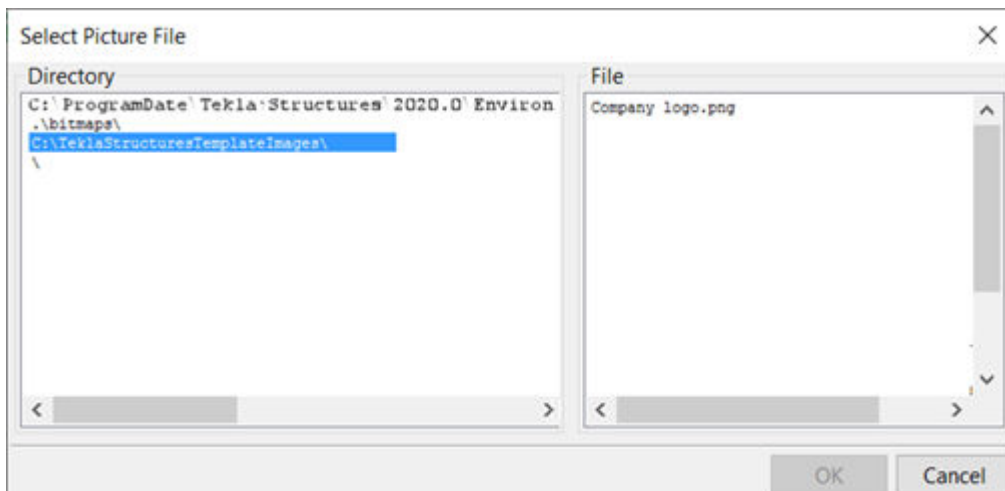 Select Picture File
Directory
File
C:\ProgramDate\Tekla Structures\2020.0\Environ
.\bitmaps\
C:\TeklaStructuresTemplateImages\
\
Company logo.png
OK
Cancel